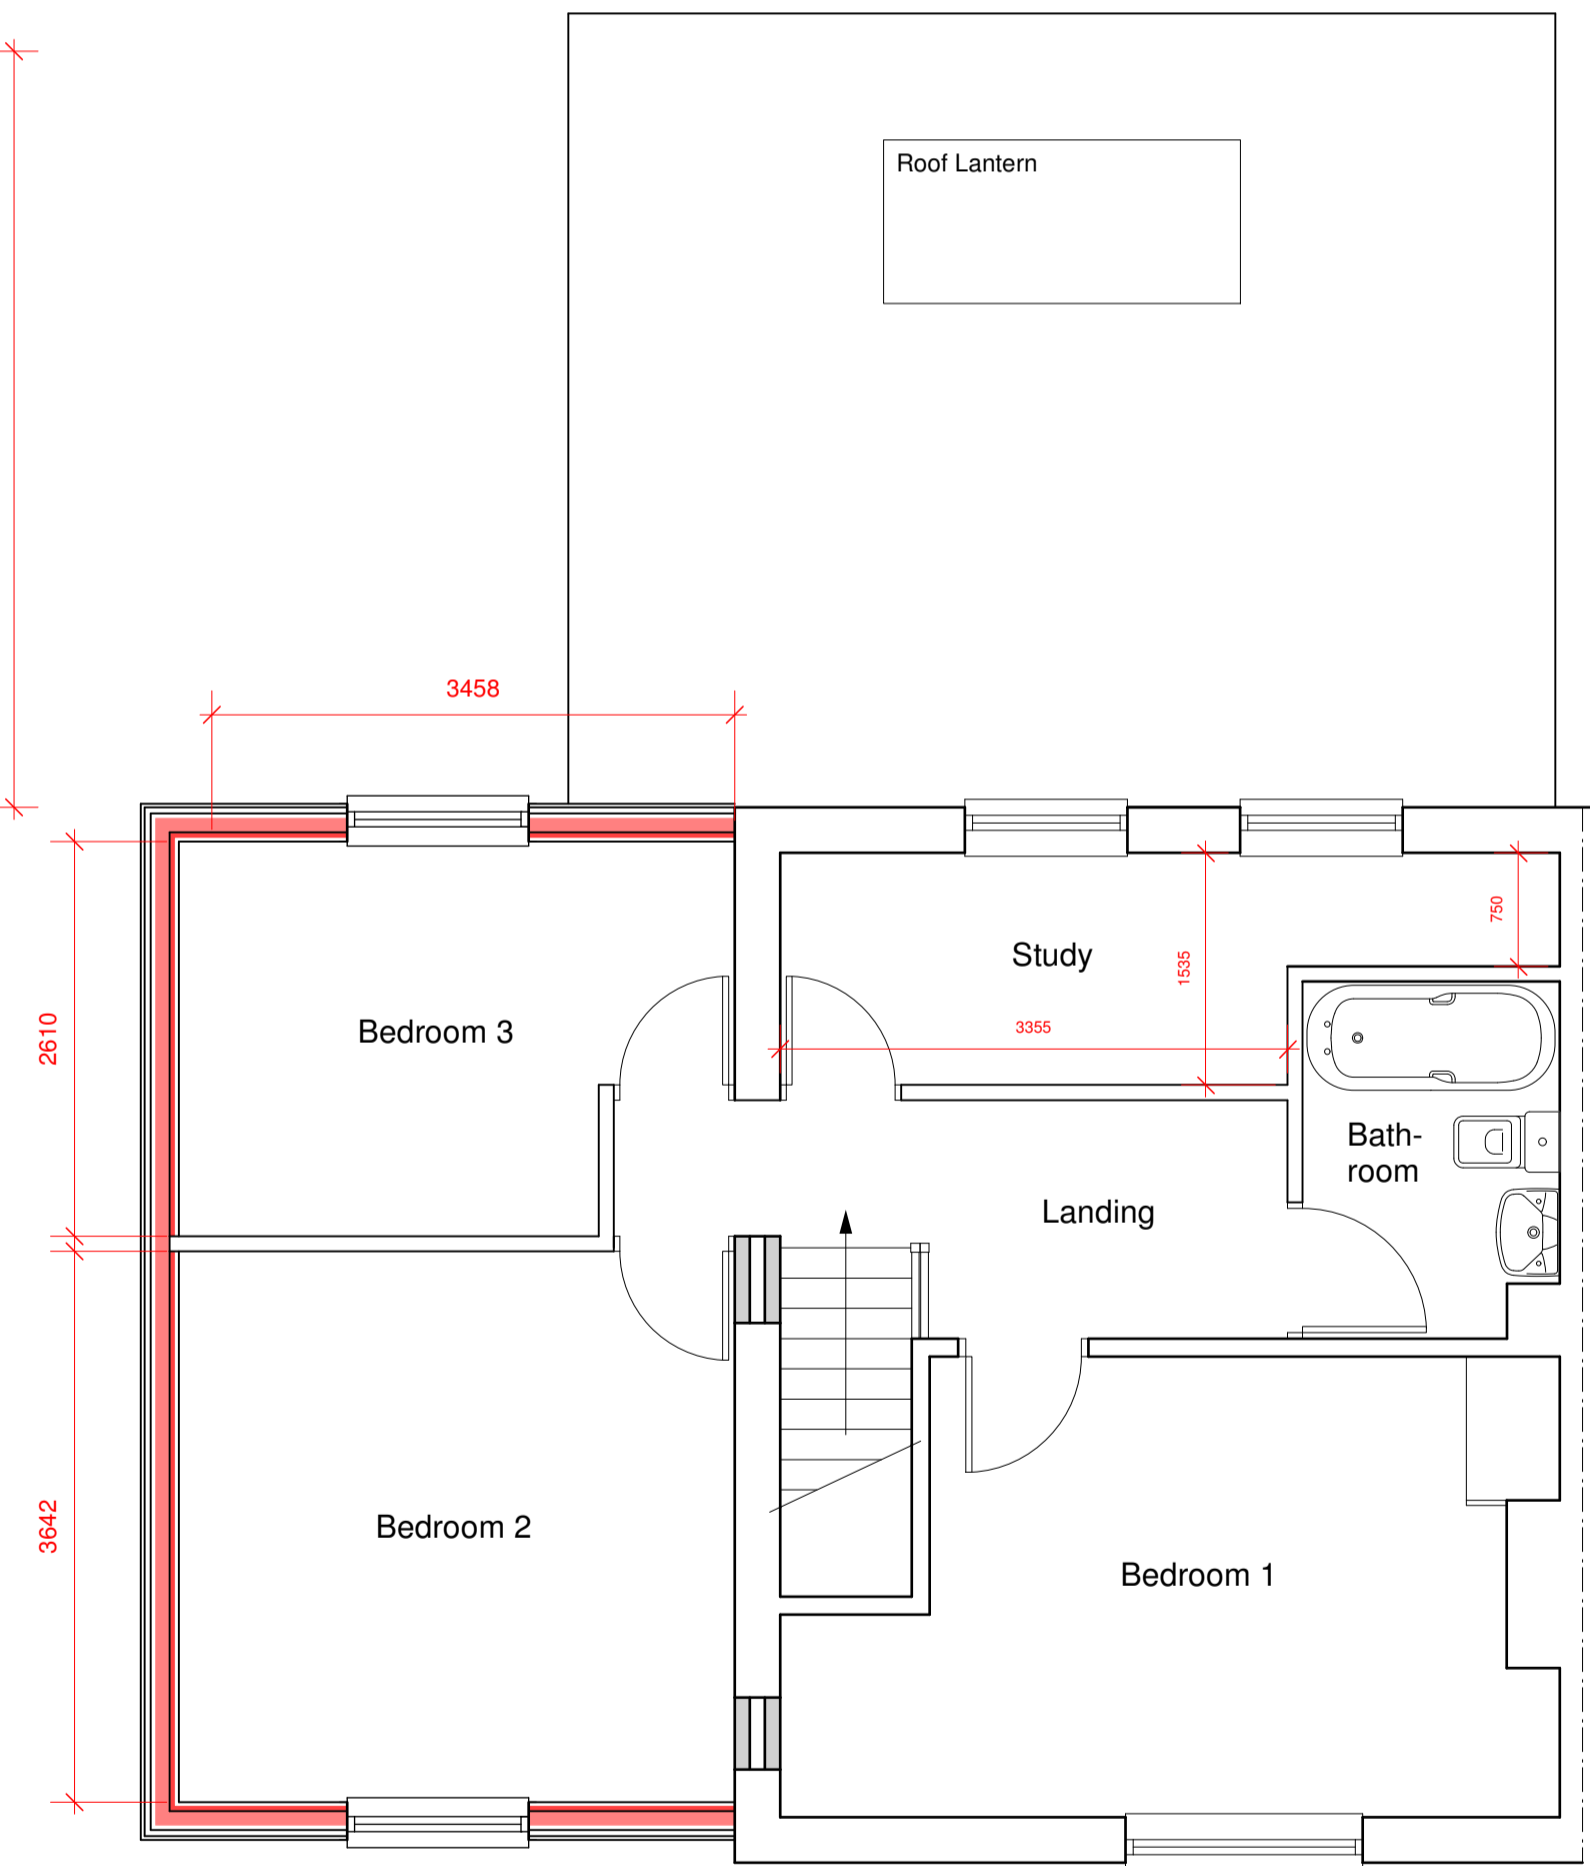 Roof Lantern
3458
750
Study
1535
2610
Bedroom 3
3355
Bath-
room
Landing
3642
Bedroom 2
Bedroom 1